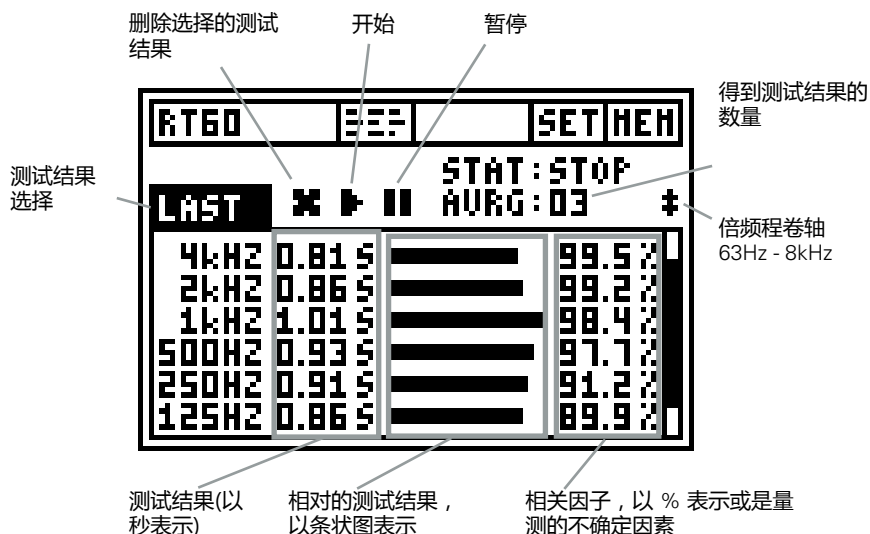 删除选择的测试
结果
开始
暂停
得到测试结果的
数量
RT60 SET MEM
测试结果
选择
STAT:STOP
LAST AVRG:03
倍频程卷轴
63Hz - 8kHz
4kHZ 0.81 S 99.5%
2kHZ 0.86 S 99.2%
1kHZ 1.01 S 98.4%
500HZ 0.93 S 97.7%
250HZ 0.91 S 91.2%
125HZ 0.86 S 89.9%
测试结果(以
秒表示)
相对的测试结果，
以条状图表示
相关因子，以 % 表示或是量
测的不确定因素